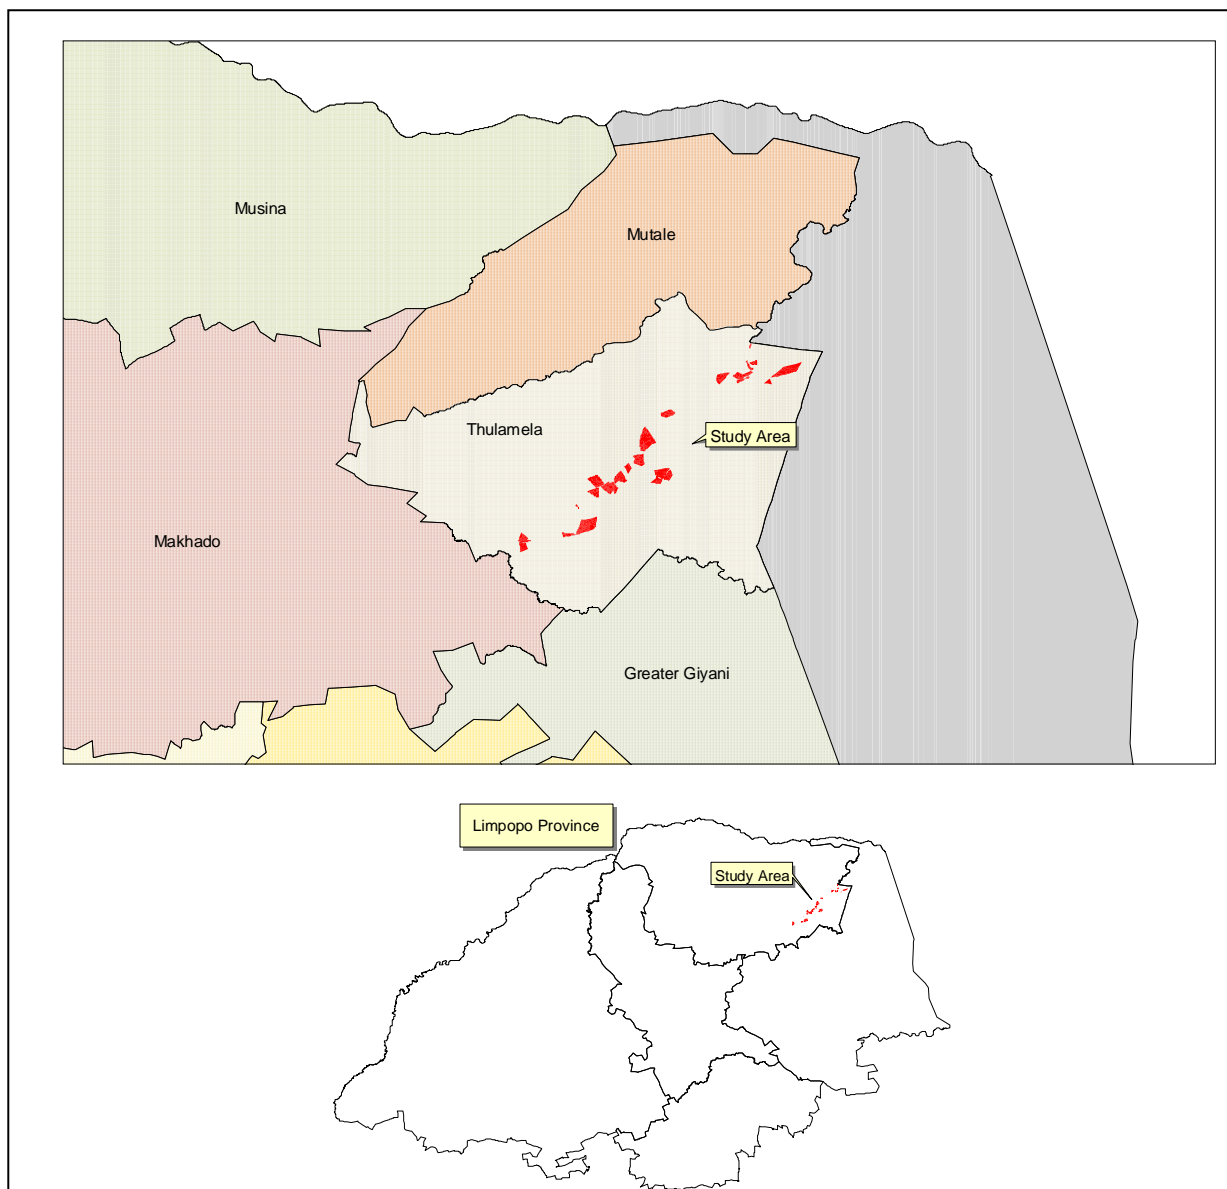 Musina
Mutale
Thulamela
Study Area
Makhado
Greater Giyani
Limpopo Province
Study Area